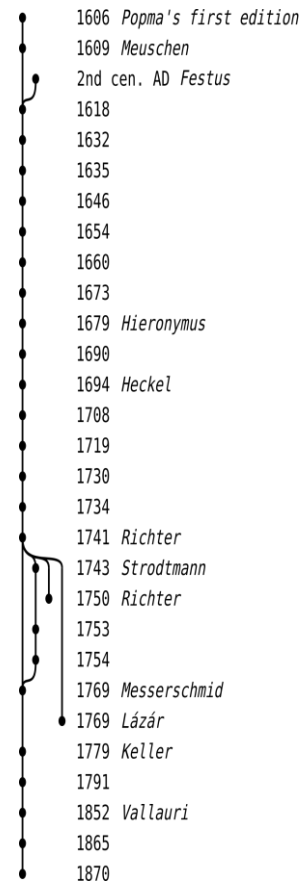 1606 Popma's first edition
1609 Meuschen
2nd cen. AD Festus
1618
1632
1635
1646
1654
1660
1673
1679 Hieronymus
1690
1694 Heckel
1708
1719
1730
1734
1741 Richter
1743 Strodtmann
1750 Richter
1753
1754
1769 Messerschmid
1769 Lázár
1779 Keller
1791
1852 Vallauri
1865
1870